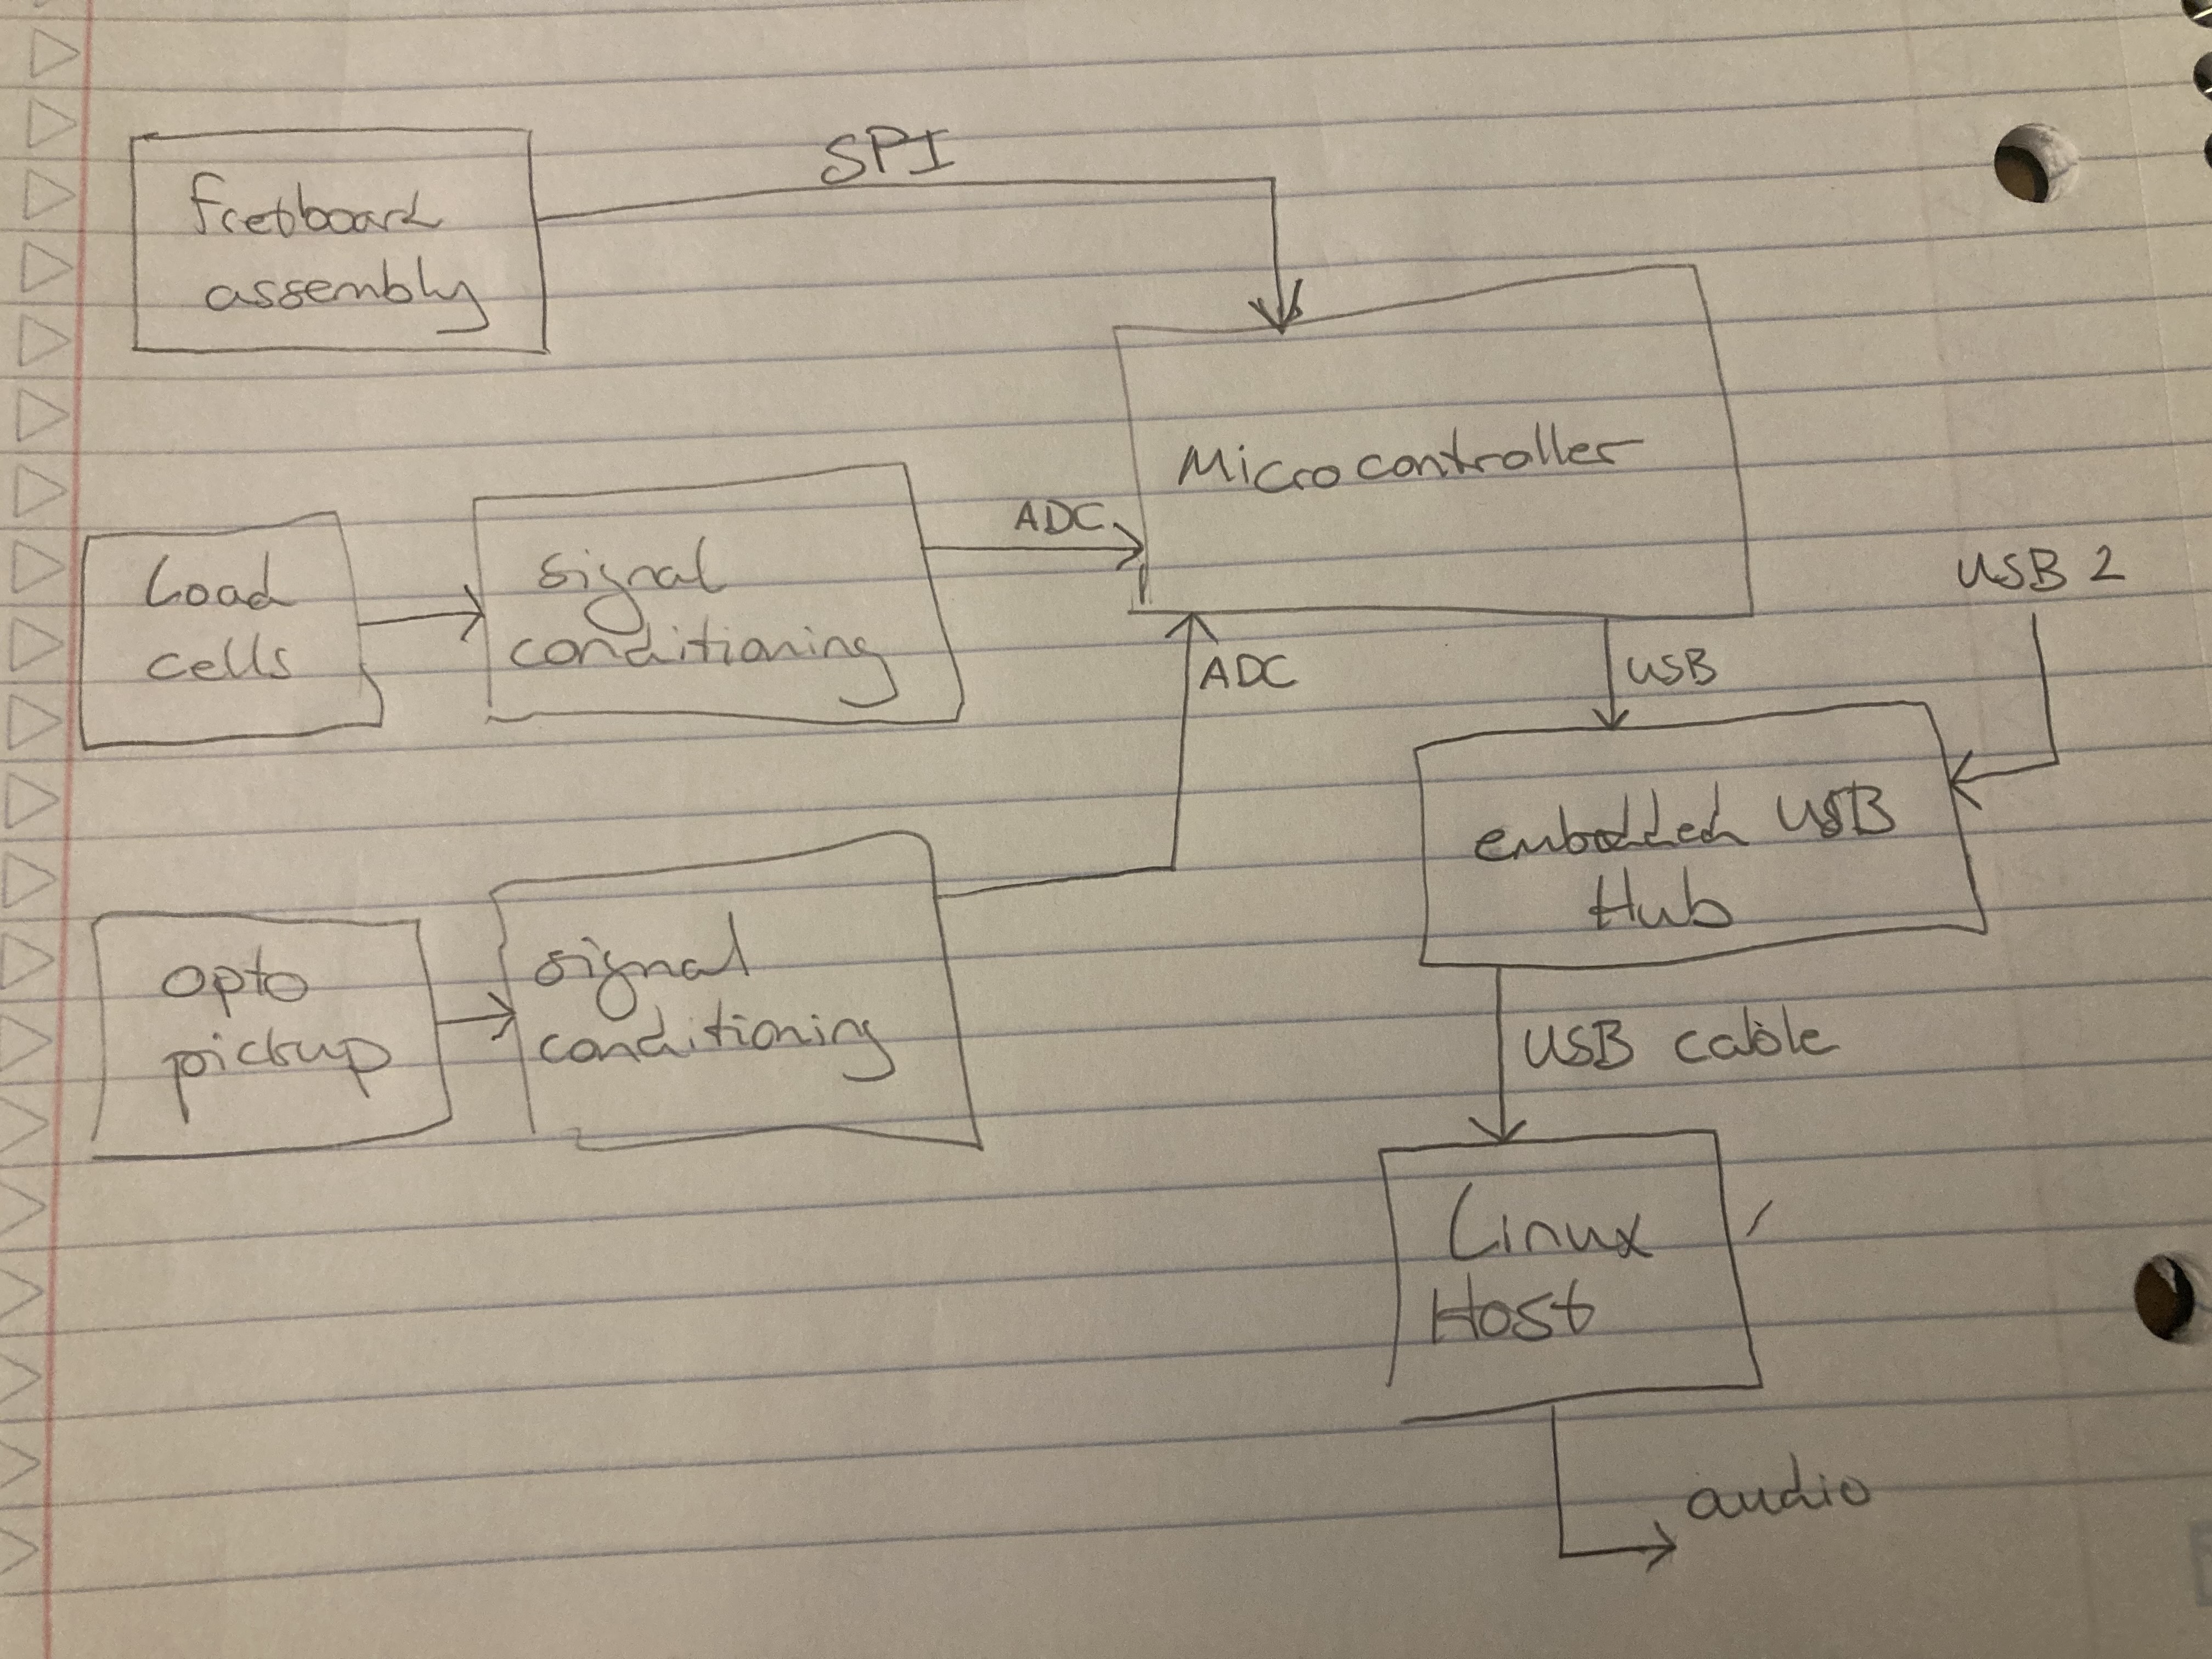 SPI
Fretboard
assembly
Microcontroller
ADC
Load
cells
signal
conditioning
ADC
USB
USB 2
embedded USB
Hub
opto
pickup
signal
conditioning
USB cable
Linux
Host
audio